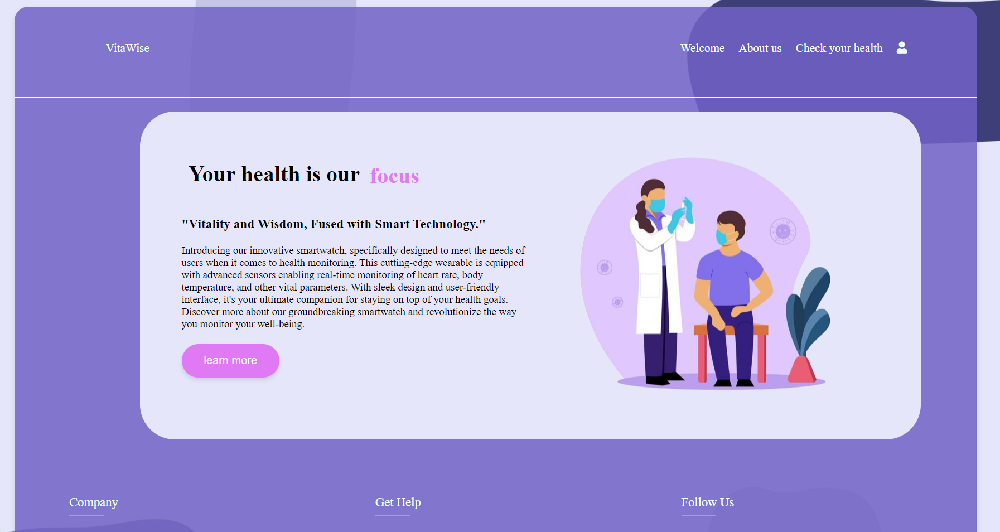 VitaWise
Welcome About us Check your health
Your health is our focus
"Vitality and Wisdom, Fused with Smart Technology."
Introducing our innovative smartwatch, specifically designed to meet the needs of
users when it comes to health monitoring. This cutting-edge wearable is equipped
with advanced sensors enabling real-time monitoring of heart rate, body
temperature, and other vital parameters. With sleek design and user-friendly
interface, it's your ultimate companion for staying on top of your health goals.
Discover more about our groundbreaking smartwatch and revolutionize the way
you monitor your well-being.
learn more
Company Get Help Follow Us